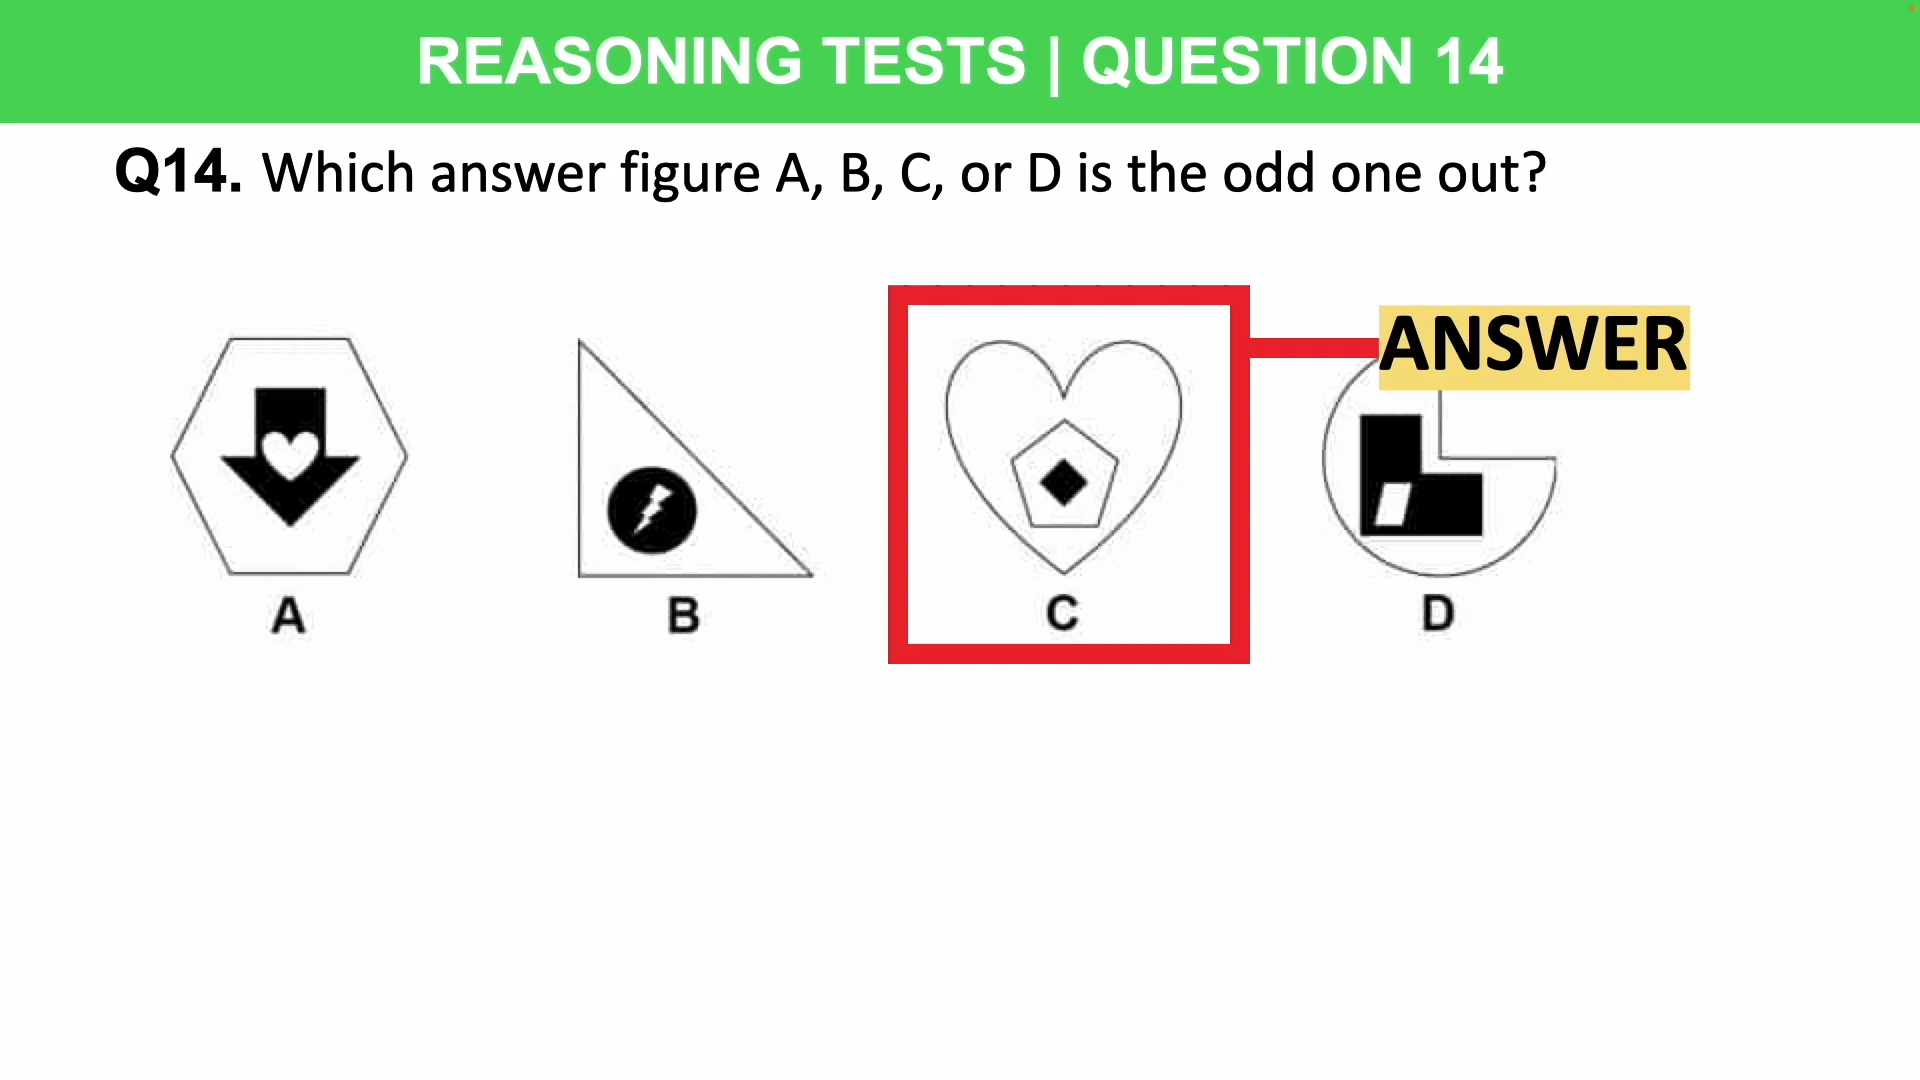 REASONING TESTS | QUESTION 14
Q14. Which answer figure A, B, C, or D is the odd one out?
ANSWER
A B C D